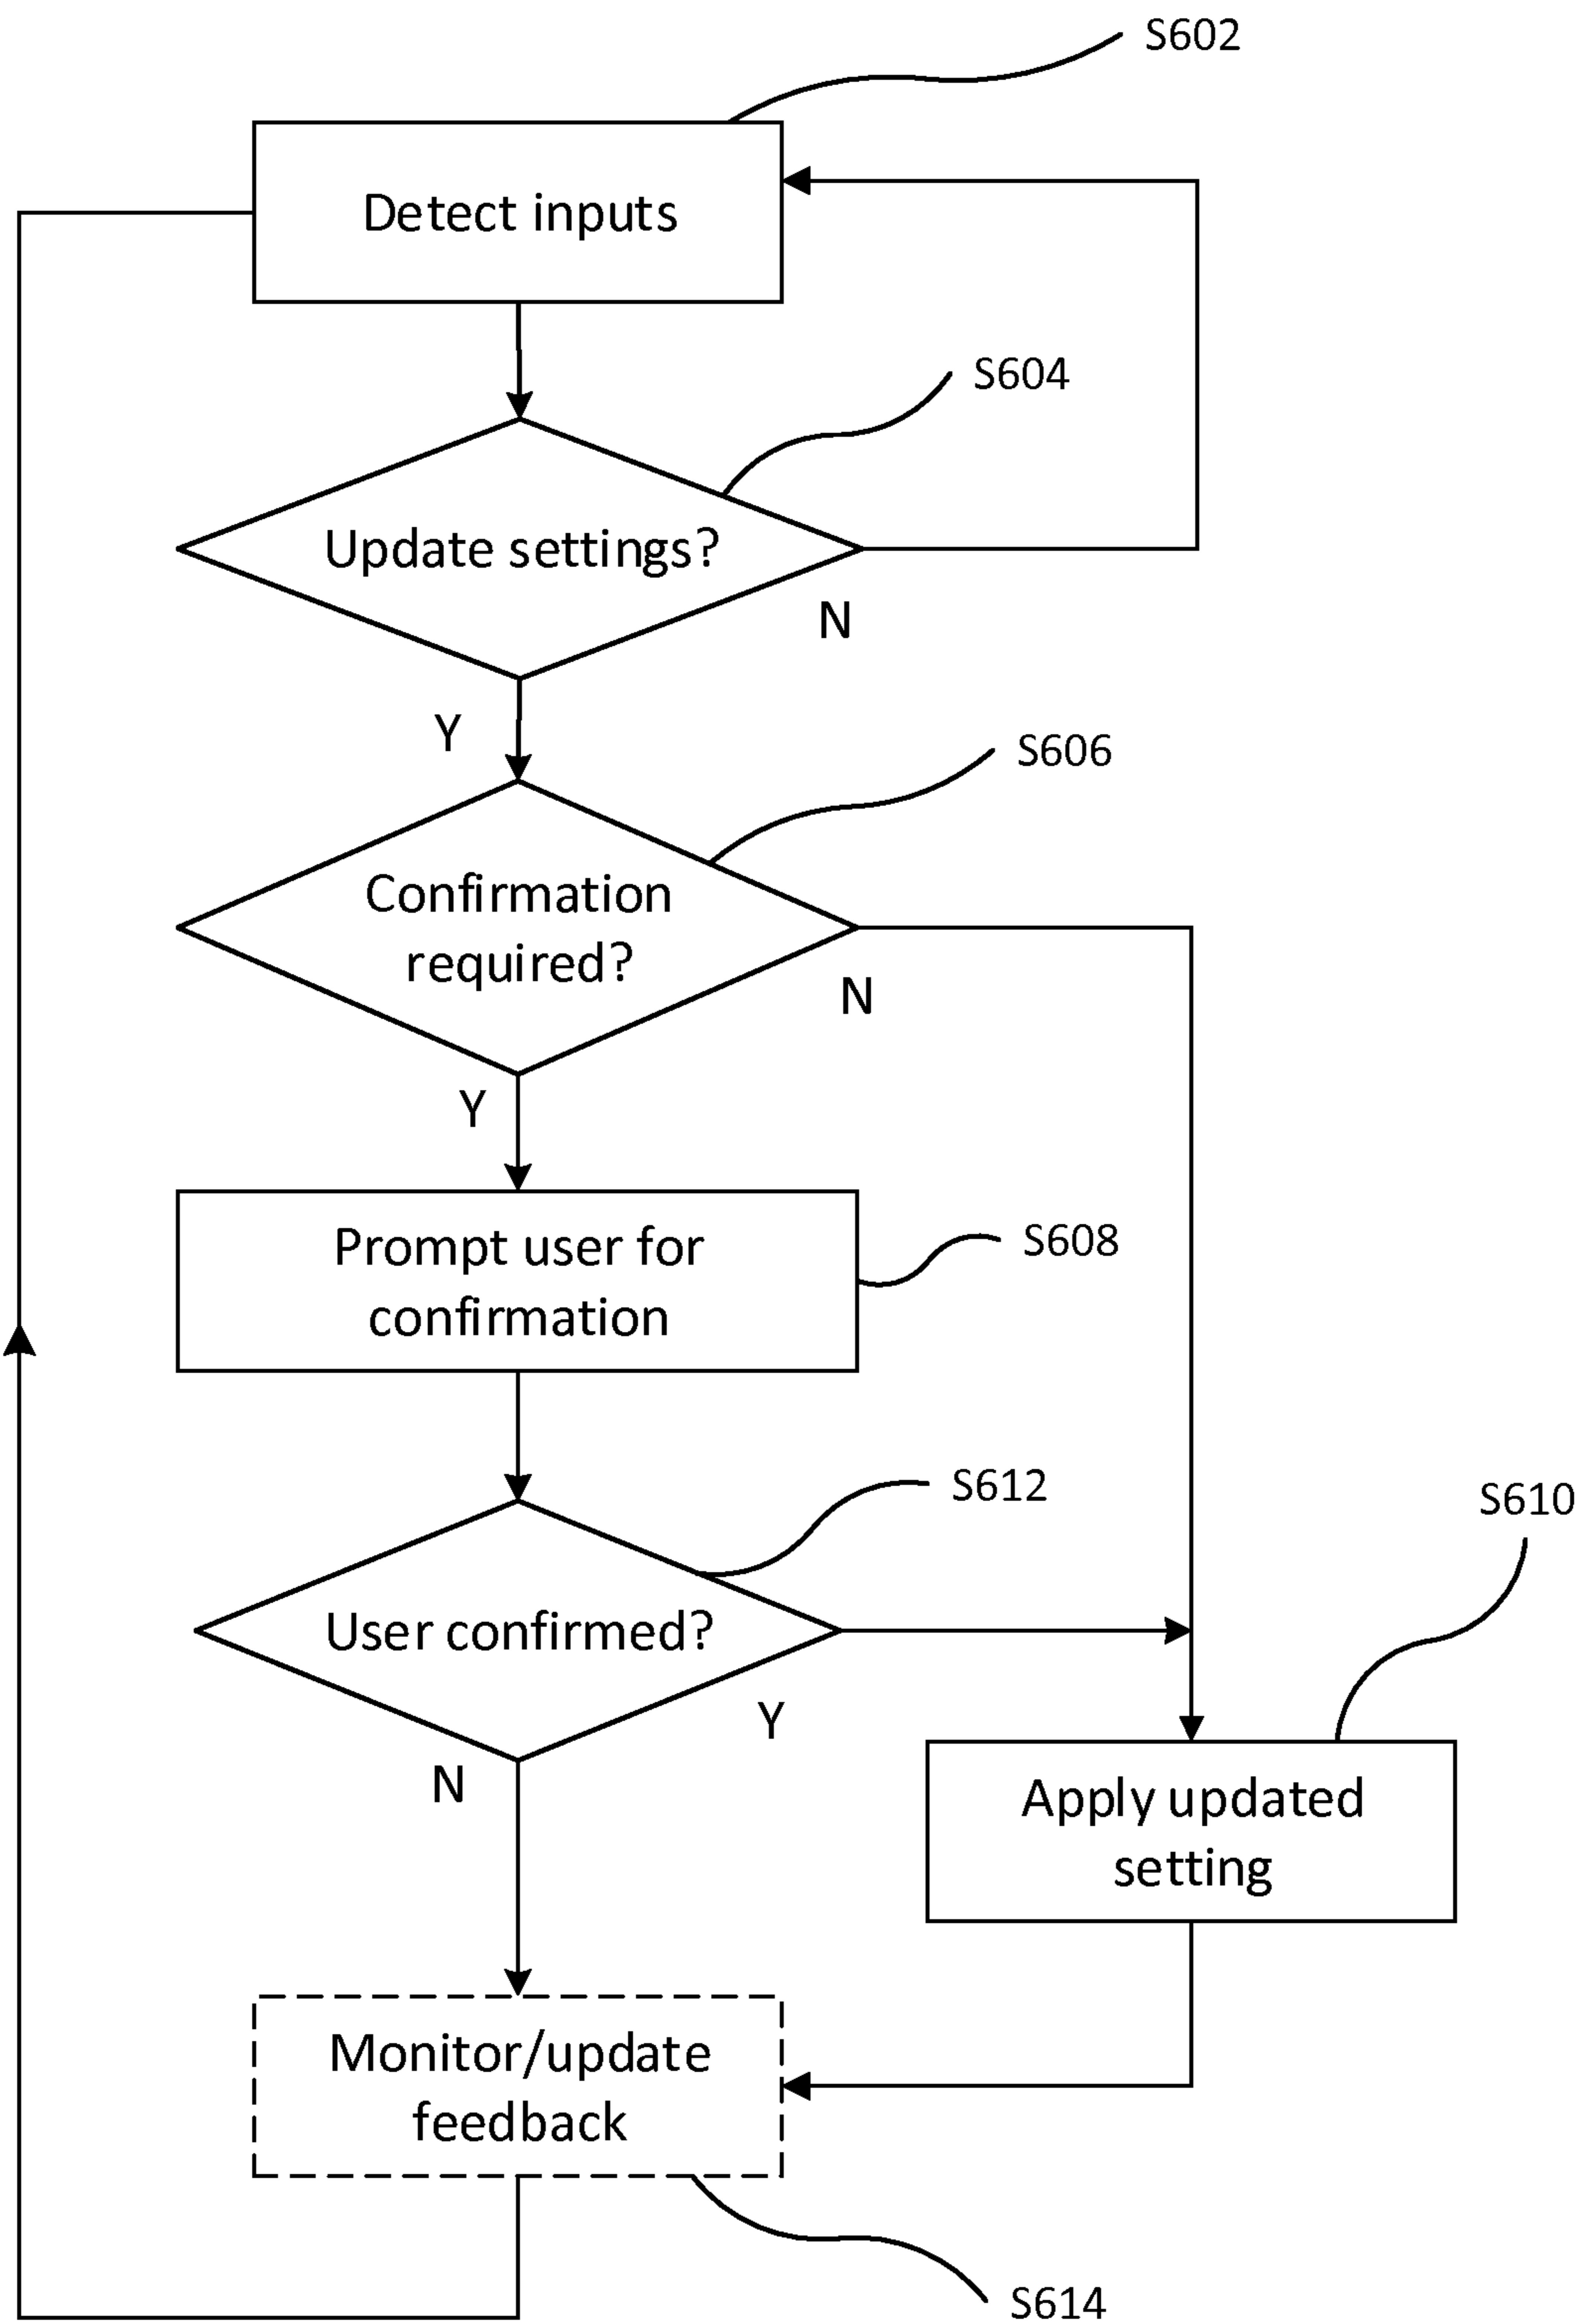 S602
Detect inputs
S604
Update settings?
N
Y
S606
Confirmation
required?
N
Y
Prompt user for
confirmation
S608
S612
S610
User confirmed?
Y
N
Apply updated
setting
Monitor/update
feedback
S614